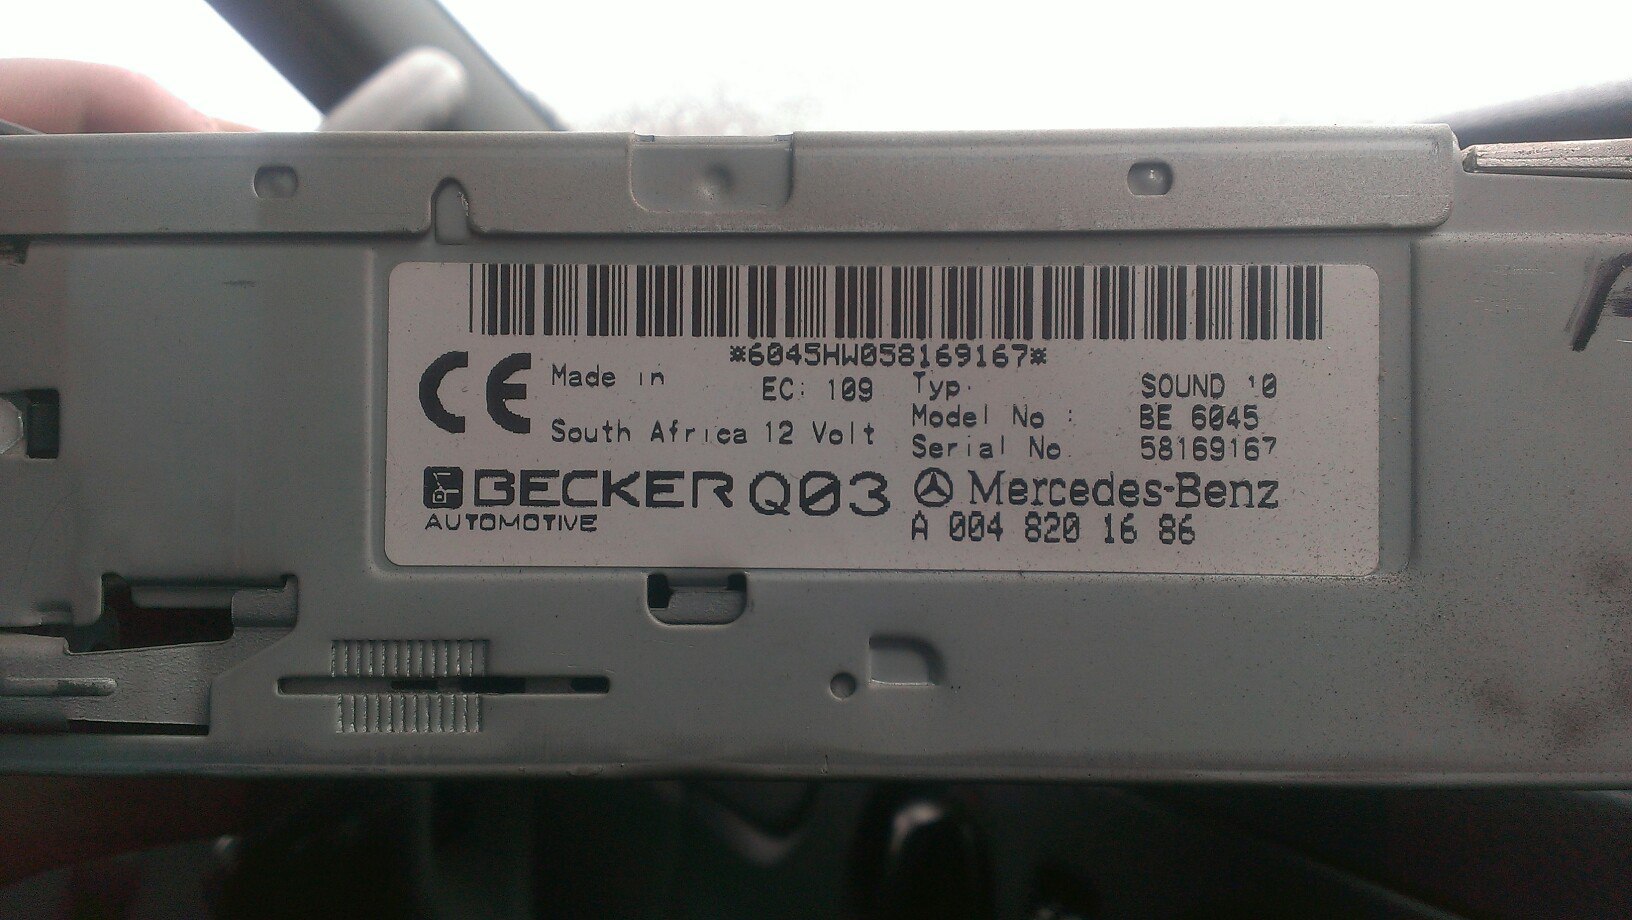 *6045HW058169167*
CE
Made in
South Africa
EC: 109
12 Volt
Typ. SOUND 10
Model No : BE 6045
Serial No 58169167
BECKER
AUTOMOTIVE
Q03
Mercedes-Benz
A 004 820 16 86